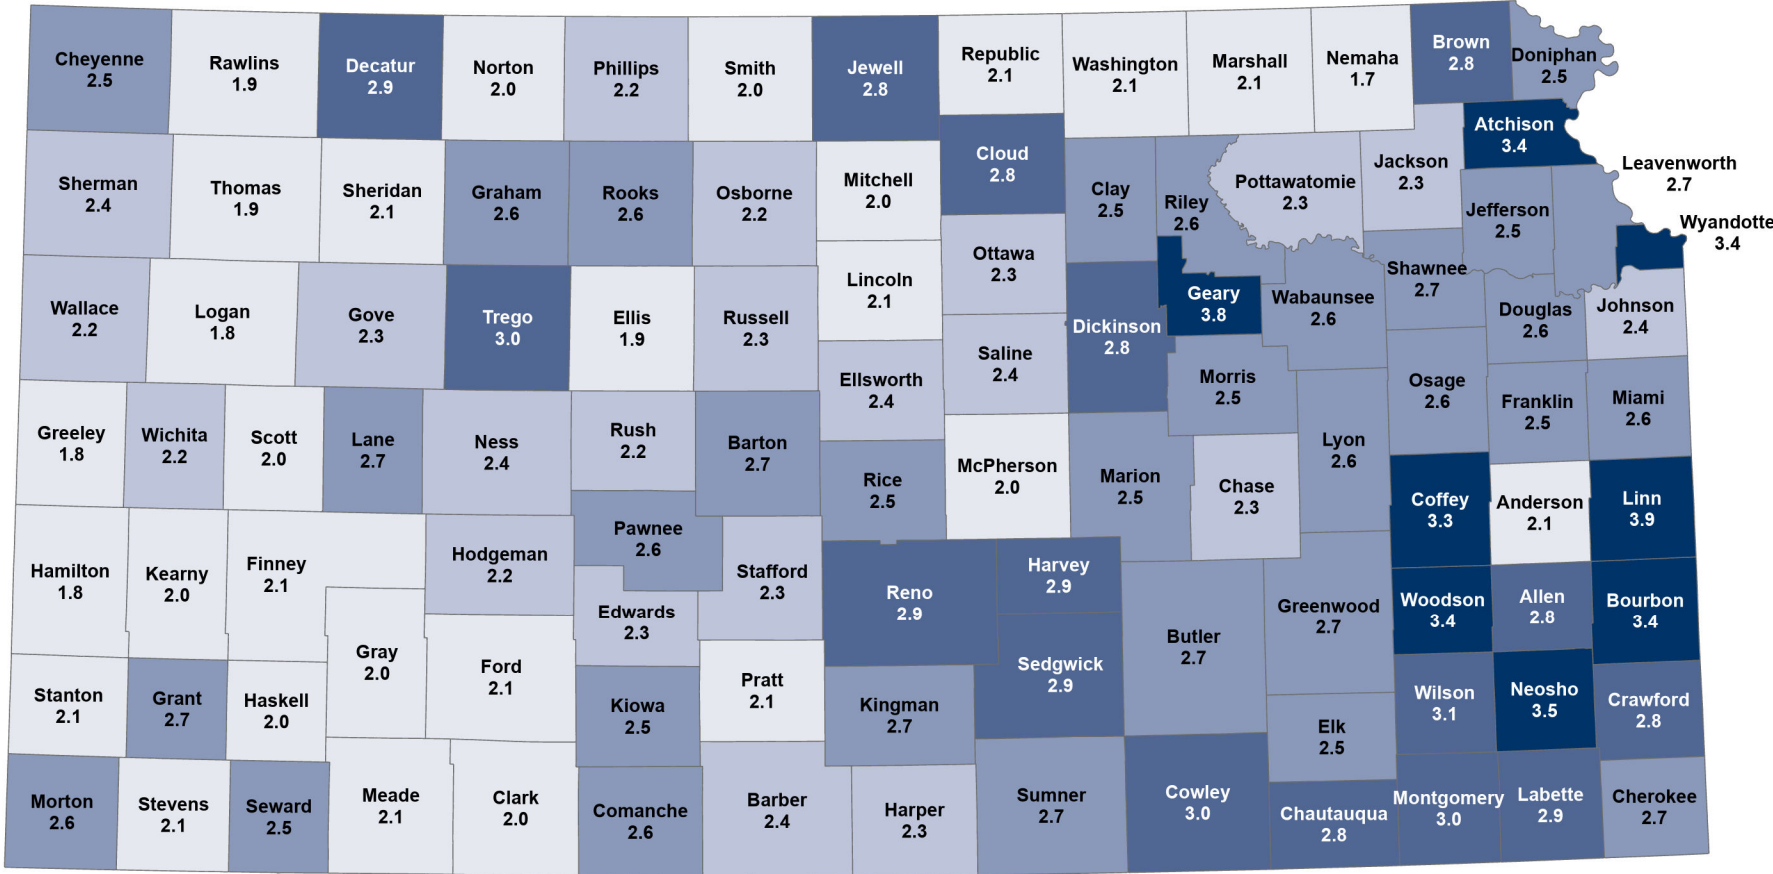 Cheyenne
2.5
Rawlins
1.9
Decatur
2.9
Norton
2.0
Phillips
2.2
Smith
2.0
Jewell
2.8
Republic
2.1
Washington
2.1
Marshall
2.1
Nemaha
1.7
Brown
2.8
Doniphan
2.5
Atchison
3.4
Leavenworth
2.7
Wyandotte
3.4
Sherman
2.4
Thomas
1.9
Sheridan
2.1
Graham
2.6
Rooks
2.6
Osborne
2.2
Mitchell
2.0
Cloud
2.8
Clay
2.5
Riley
2.6
Pottawatomie
2.3
Jackson
2.3
Jefferson
2.5
Wallace
2.2
Logan
1.8
Gove
2.3
Trego
3.0
Ellis
1.9
Russell
2.3
Lincoln
2.1
Ottawa
2.3
Saline
2.4
Dickinson
2.8
Geary
3.8
Wabaunsee
2.6
Shawnee
2.7
Douglas
2.6
Johnson
2.4
Ellsworth
2.4
Morris
2.5
Osage
2.6
Franklin
2.5
Miami
2.6
Greeley
1.8
Wichita
2.2
Scott
2.0
Lane
2.7
Ness
2.4
Rush
2.2
Barton
2.7
Rice
2.5
McPherson
2.0
Marion
2.5
Chase
2.3
Lyon
2.6
Coffey
3.3
Anderson
2.1
Linn
3.9
Hamilton
1.8
Kearny
2.0
Finney
2.1
Hodgeman
2.2
Pawnee
2.6
Stafford
2.3
Edwards
2.3
Reno
2.9
Harvey
2.9
Sedgwick
2.9
Butler
2.7
Greenwood
2.7
Woodson
3.4
Allen
2.8
Bourbon
3.4
Stanton
2.1
Grant
2.7
Haskell
2.0
Gray
2.0
Ford
2.1
Kiowa
2.5
Pratt
2.1
Kingman
2.7
Elk
2.5
Wilson
3.1
Neosho
3.5
Crawford
2.8
Morton
2.6
Stevens
2.1
Seward
2.5
Meade
2.1
Clark
2.0
Comanche
2.6
Barber
2.4
Harper
2.3
Sumner
2.7
Cowley
3.0
Chautauqua
2.8
Montgomery
3.0
Labette
2.9
Cherokee
2.7